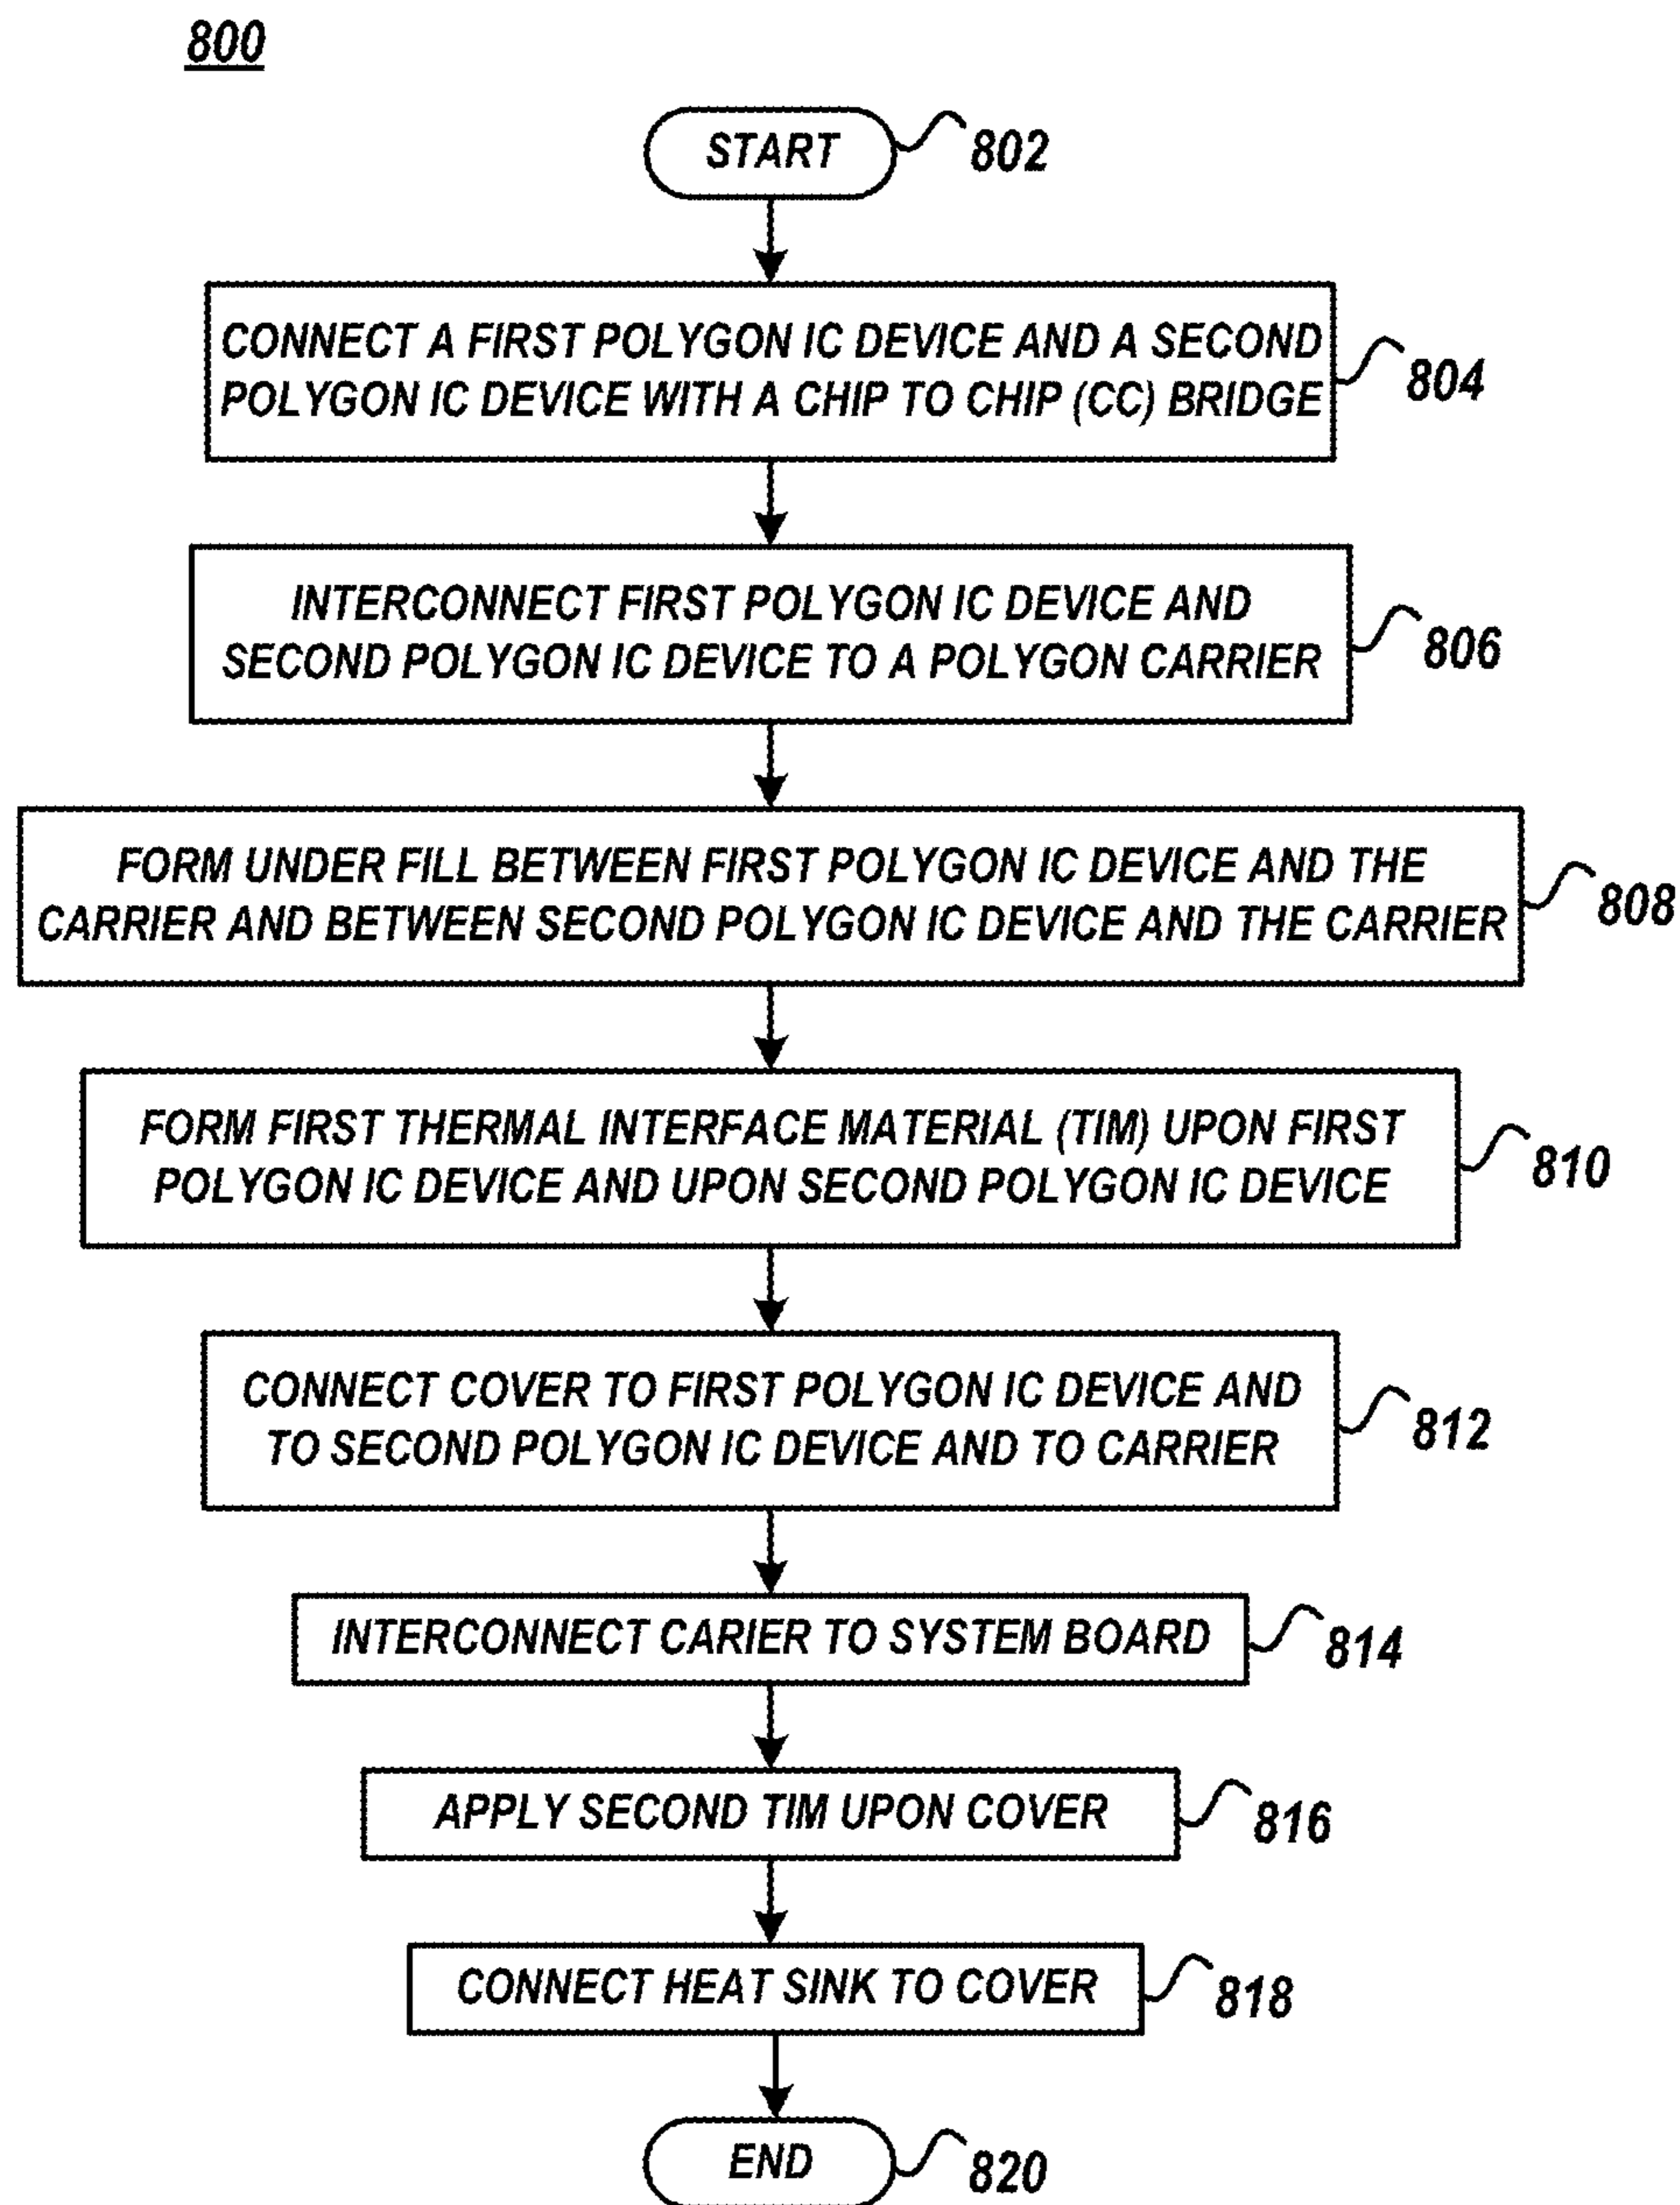 800
START
802
CONNECT A FIRST POLYGON IC DEVICE AND A SECOND
POLYGON IC DEVICE WITH A CHIP TO CHIP (CC) BRIDGE
804
INTERCONNECT FIRST POLYGON IC DEVICE AND
SECOND POLYGON IC DEVICE TO A POLYGON CARRIER
806
FORM UNDER FILL BETWEEN FIRST POLYGON IC DEVICE AND THE
CARRIER AND BETWEEN SECOND POLYGON IC DEVICE AND THE CARRIER
808
FORM FIRST THERMAL INTERFACE MATERIAL (TIM) UPON FIRST
POLYGON IC DEVICE AND UPON SECOND POLYGON IC DEVICE
810
CONNECT COVER TO FIRST POLYGON IC DEVICE AND
TO SECOND POLYGON IC DEVICE AND TO CARRIER
812
INTERCONNECT CARIER TO SYSTEM BOARD
814
APPLY SECOND TIM UPON COVER
816
CONNECT HEAT SINK TO COVER
818
END
820